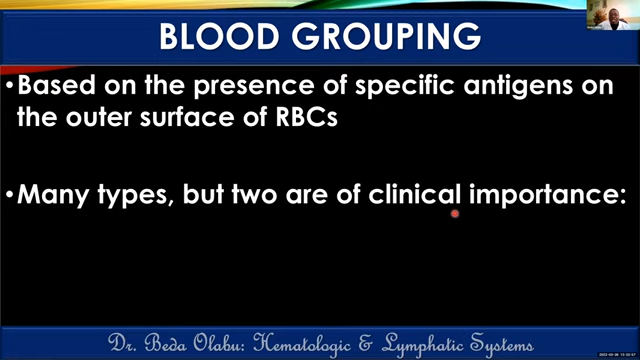 BLOOD GROUPING
•Based on the presence of specific antigens on
the outer surface of RBCs
•Many types, but two are of clinical importance:
Dr. Beda Olabu: Hematologic & Lymphatic Systems